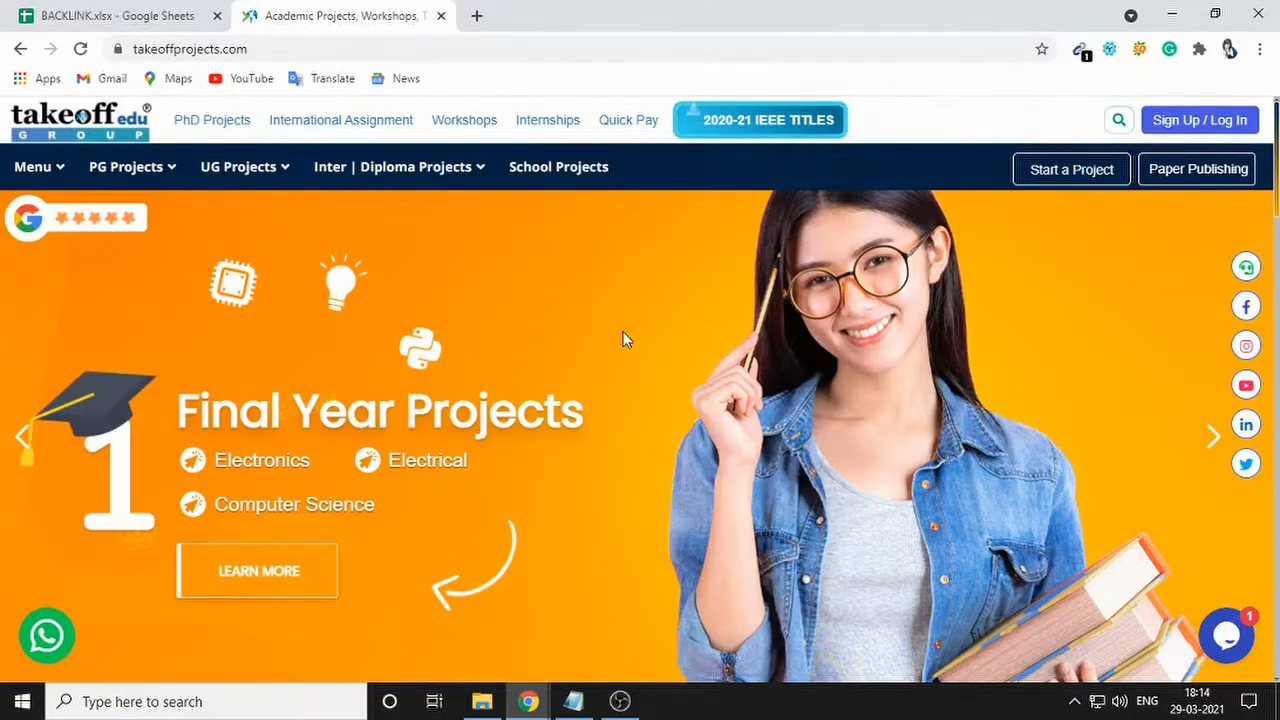 BACKLINK.xlsx - Google Sheets
Academic Projects, Workshops, T
takeoffprojects.com
1
Apps Gmail Maps YouTube Translate News
takeoff edu®
GROUP
PhD Projects International Assignment Workshops Internships Quick Pay 2020-21 IEEE TITLES Sign Up / Log In
Menu PG Projects UG Projects Inter | Diploma Projects School Projects Start a Project Paper Publishing
1
Final Year Projects
Electronics Electrical
Computer Science
LEARN MORE
1
Type here to search
ENG
18:14
29-03-2021